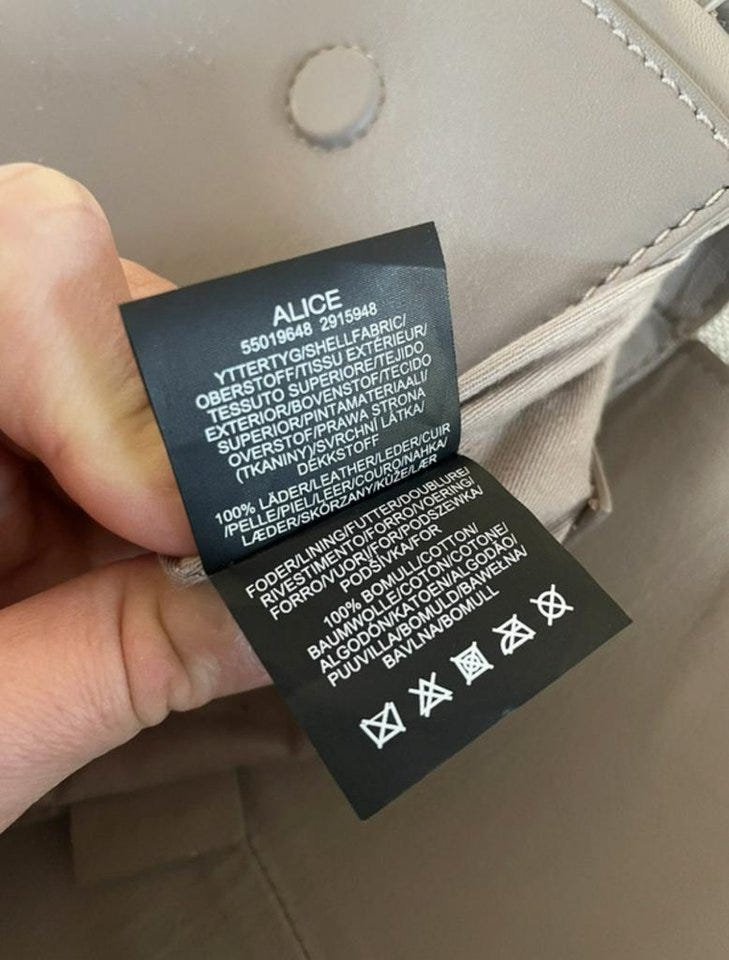 ALICE
55019648 2915948
YTTERTYG/SHELLFABRIC/
OBERSTOFF/TISSU EXTÉRIEUR/
TESSUTO SUPERIORE/TEJIDO
EXTERIOR/BOVENSTOF/TECIDO
SUPERIOR/PINTAMATERIAALI/
OVERSTOF/PRAWA STRONA
(TKANINY)/SVRCHNÍ LÁTKA/
DEKKSTOFF
100% LÄDER/LEATHER/LEDER/CUIR
/PELLE/PIEL/LEER/COURO/NAHKA/
LÆDER/SKÓRZANY/KŮŽE/LÆR
FODER/LINING/FUTTER/DOUBLURE/
RIVESTIMENTO/FORRO/VOERING/
FORRO/VUORI/FOR/PODSZEWKA/
PODŠÍVKA/FOR
100% BOMULL/COTTON/
BAUMWOLLE/COTON/COTONE/
ALGODÓN/KATOEN/ALGODÃO/
PUUVILLA/BOMULD/BAWEŁNA/
BAVLNA/BOMULL